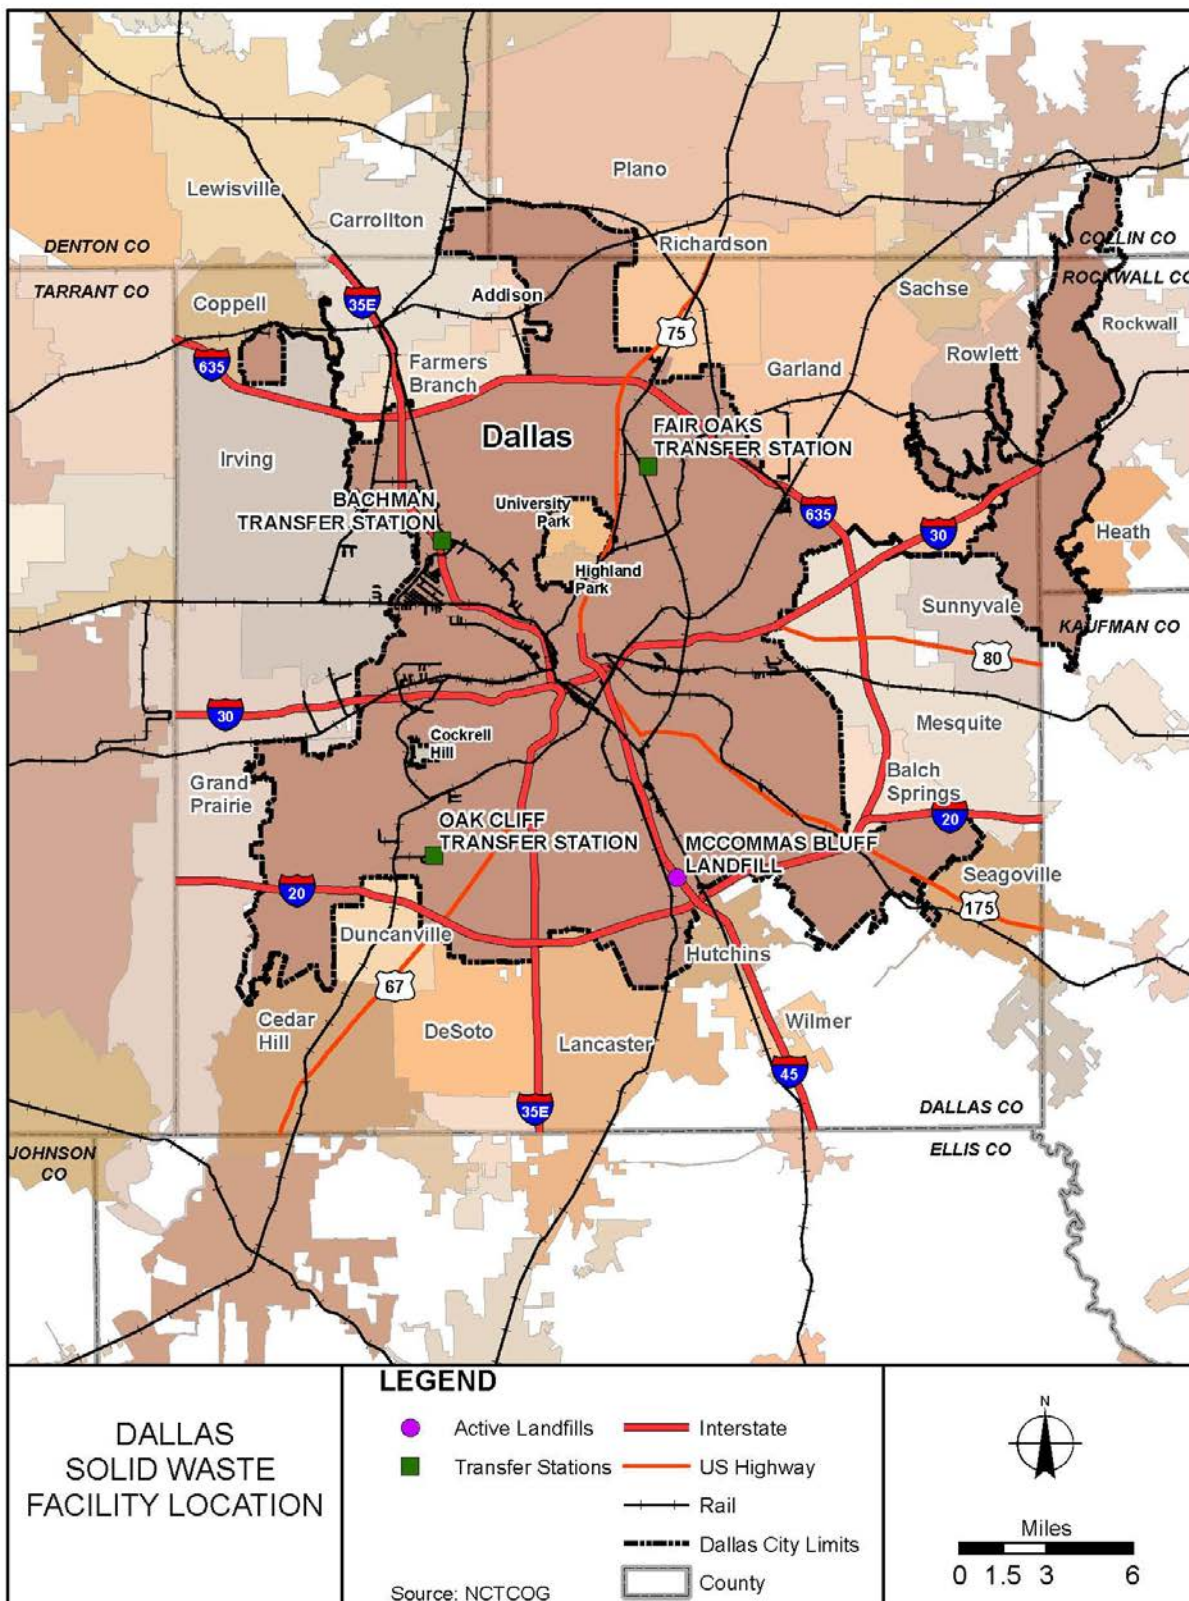 Plano
Lewisville
Carrollton
Richardson
DENTON CO
COLLIN CO
TARRANT CO
ROCKWALL CO
Sachse
Coppell
Addison
35E
Rockwall
75
Rowlett
635
Farmers
Branch
Garland
FAIR OAKS
TRANSFER STATION
Dallas
Irving
BACHMAN
TRANSFER STATION
University
Park
635
30
Heath
Highland
Park
Sunnyvale
KAUFMAN CO
80
30
Cockrell
Hill
Mesquite
Grand
Prairie
Balch
Springs
OAK CLIFF
TRANSFER STATION
20
MCCOMMAS BLUFF
LANDFILL
Seagoville
20
175
Duncanville
Hutchins
67
Cedar
Hill
DeSoto
Lancaster
Wilmer
45
35E
DALLAS CO
ELLIS CO
JOHNSON
CO
DALLAS
SOLID WASTE
FACILITY LOCATION
LEGEND
Active Landfills
Transfer Stations
Interstate
US Highway
Rail
Dallas City Limits
County
Source: NCTCOG
N
Miles
0 1.5 3 6